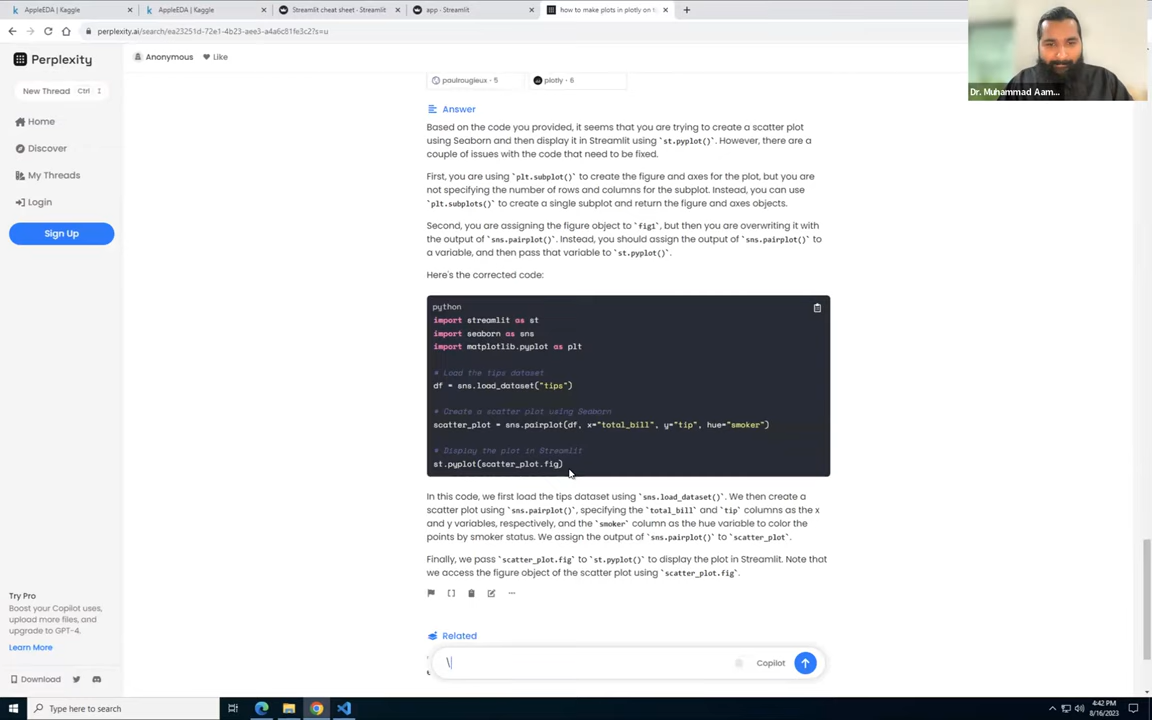 AppleEDA | Kaggle
AppleEDA | Kaggle
Streamlit cheat sheet - Streamlit
app - Streamlit
how to make plots in plotly on t
perplexity.ai/search/ea23251d-72e1-4b23-aee3-a4a6c81fe3c2?s=u
Perplexity
New Thread Ctrl I
Home
Discover
My Threads
Login
Sign Up
Try Pro
Boost your Copilot uses,
upload more files, and
upgrade to GPT-4.
Learn More
Download
Anonymous Like
paulrougieux · 5 plotly · 6
Answer
Based on the code you provided, it seems that you are trying to create a scatter plot
using Seaborn and then display it in Streamlit using `st.pyplot()`. However, there are a
couple of issues with the code that need to be fixed.
First, you are using `plt.subplot()` to create the figure and axes for the plot, but you
are not specifying the number of rows and columns for the subplot. Instead, you can use
`plt.subplots()` to create a single subplot and return the figure and axes objects.
Second, you are assigning the figure object to `fig1`, but then you are overwriting it with
the output of `sns.pairplot()`. Instead, you should assign the output of `sns.pairplot()` to
a variable, and then pass that variable to `st.pyplot()`.
Here's the corrected code:
python
import streamlit as st
import seaborn as sns
import matplotlib.pyplot as plt
# Load the tips dataset
df = sns.load_dataset("tips")
# Create a scatter plot using Seaborn
scatter_plot = sns.pairplot(df, x="total_bill", y="tip", hue="smoker")
# Display the plot in Streamlit
st.pyplot(scatter_plot.fig)
In this code, we first load the tips dataset using `sns.load_dataset()`. We then create a
scatter plot using `sns.pairplot()`, specifying the `total_bill` and `tip` columns as the x
and y variables, respectively, and the `smoker` column as the hue variable to color the
points by smoker status. We assign the output of `sns.pairplot()` to `scatter_plot`.
Finally, we pass `scatter_plot.fig` to `st.pyplot()` to display the plot in Streamlit. Note that
we access the figure object of the scatter plot using `scatter_plot.fig`.
Related
\
Copilot
Dr. Muhammad Aam...
Type here to search
4:42 PM
8/16/2023